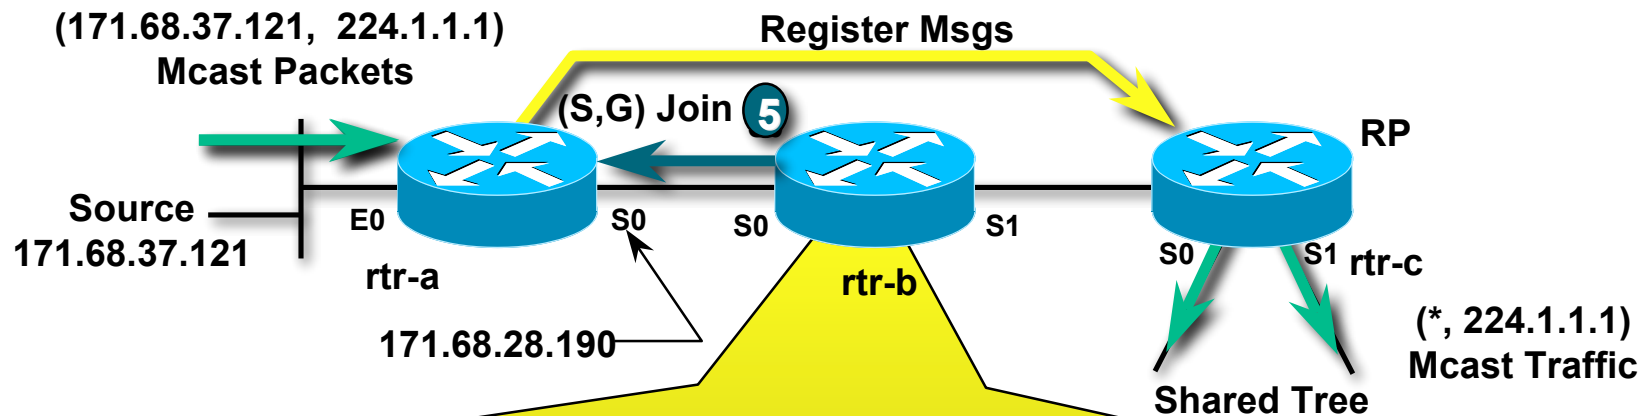 (171.68.37.121, 224.1.1.1)
Mcast Packets
Register Msgs
(S,G) Join 5
RP
Source
171.68.37.121
E0
S0
S0
S1
S0
S1
rtr-a
rtr-b
rtr-c
171.68.28.190
(*, 224.1.1.1)
Mcast Traffic
Shared Tree